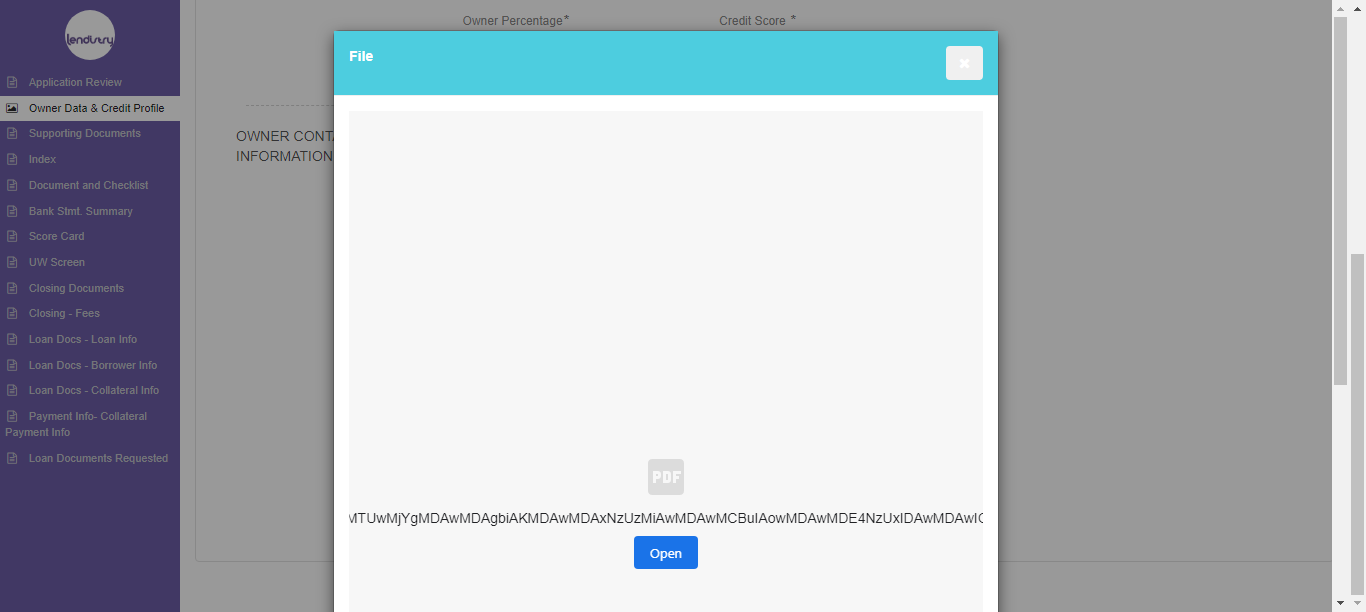 Owner Percentage*
Credit Score *
lendistry
File
Application Review
Owner Data & Credit Profile
Supporting Documents
OWNER CONT
INFORMATION
Index
Document and Checklist
Bank Stmt. Summary
Score Card
UW Screen
Closing Documents
Closing - Fees
Loan Docs - Loan Info
Loan Docs - Borrower Info
Loan Docs - Collateral Info
Payment Info- Collateral
Payment Info
Loan Documents Requested
PDF
Open